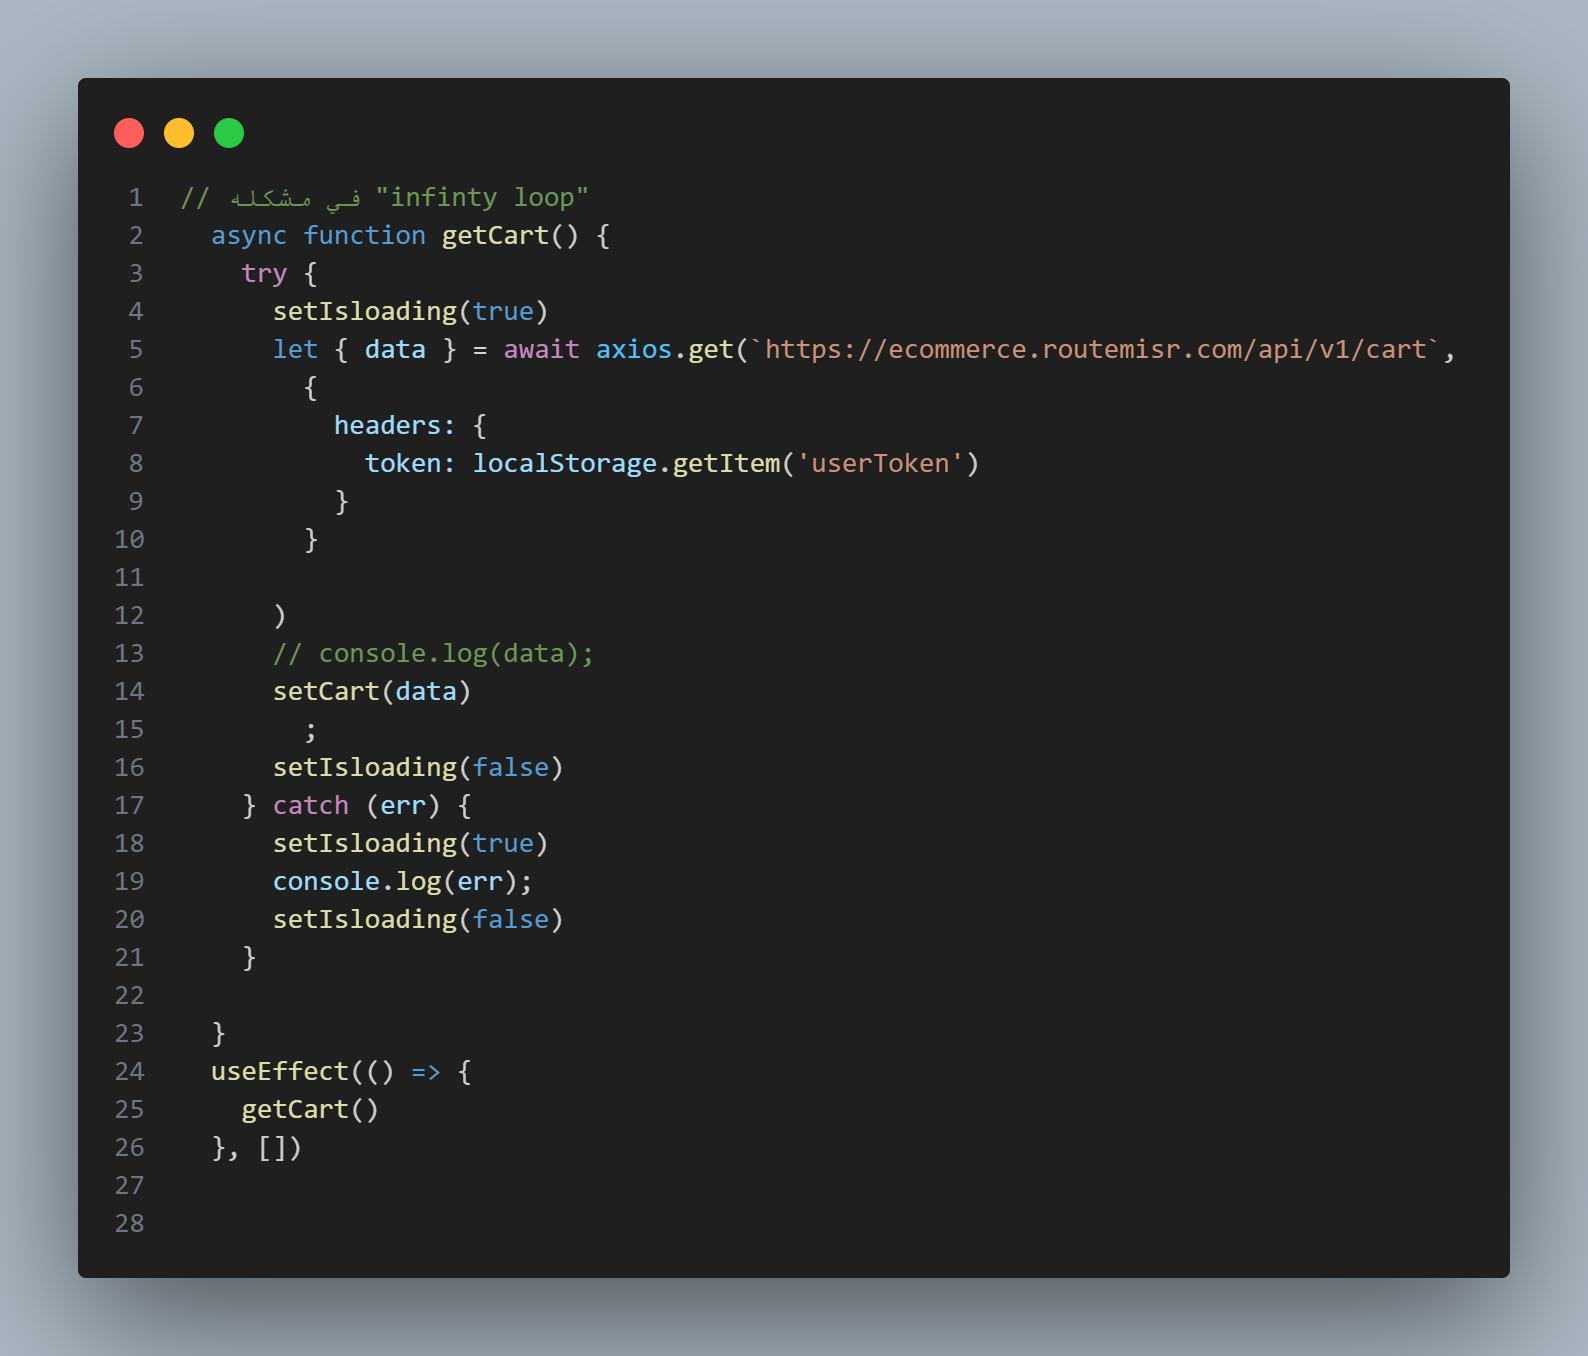 1 // في مشكله "infinty loop"
2   async function getCart() {
3     try {
4       setIsloading(true)
5       let { data } = await axios.get(`https://ecommerce.routemisr.com/api/v1/cart`,
6         {
7           headers: {
8             token: localStorage.getItem('userToken')
9           }
10         }
11
12       )
13       // console.log(data);
14       setCart(data)
15         ;
16       setIsloading(false)
17     } catch (err) {
18       setIsloading(true)
19       console.log(err);
20       setIsloading(false)
21     }
22
23   }
24   useEffect(() => {
25     getCart()
26   }, [])
27
28